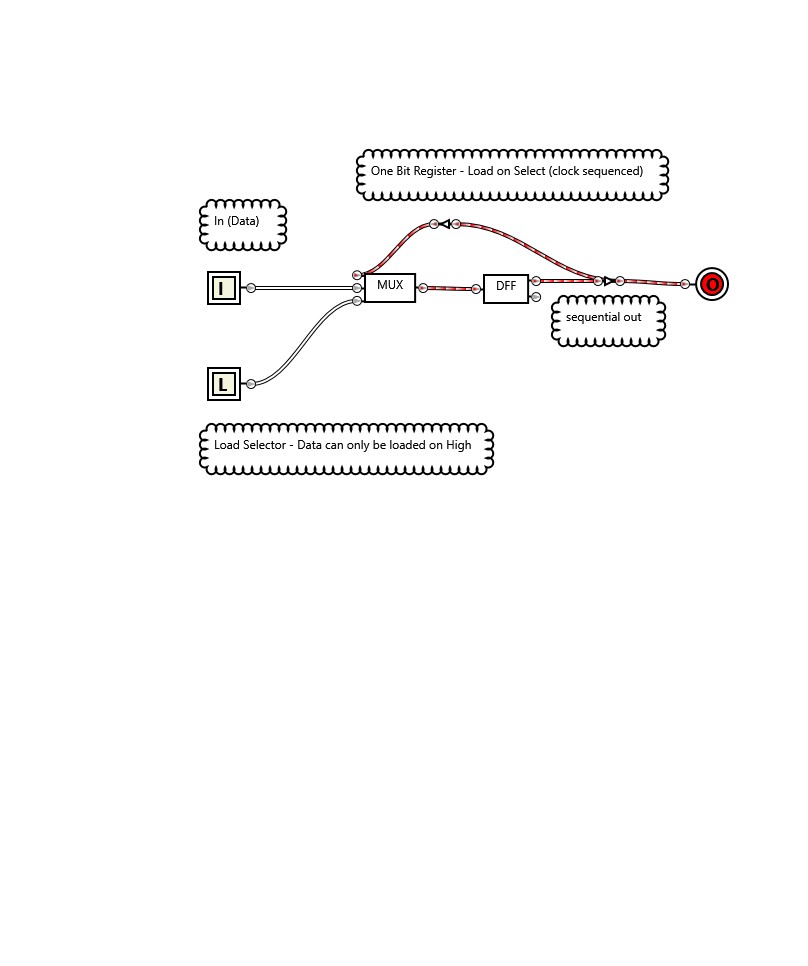 One Bit Register - Load on Select (clock sequenced)
In (Data)
I
MUX
DFF
O
sequential out
L
Load Selector - Data can only be loaded on High